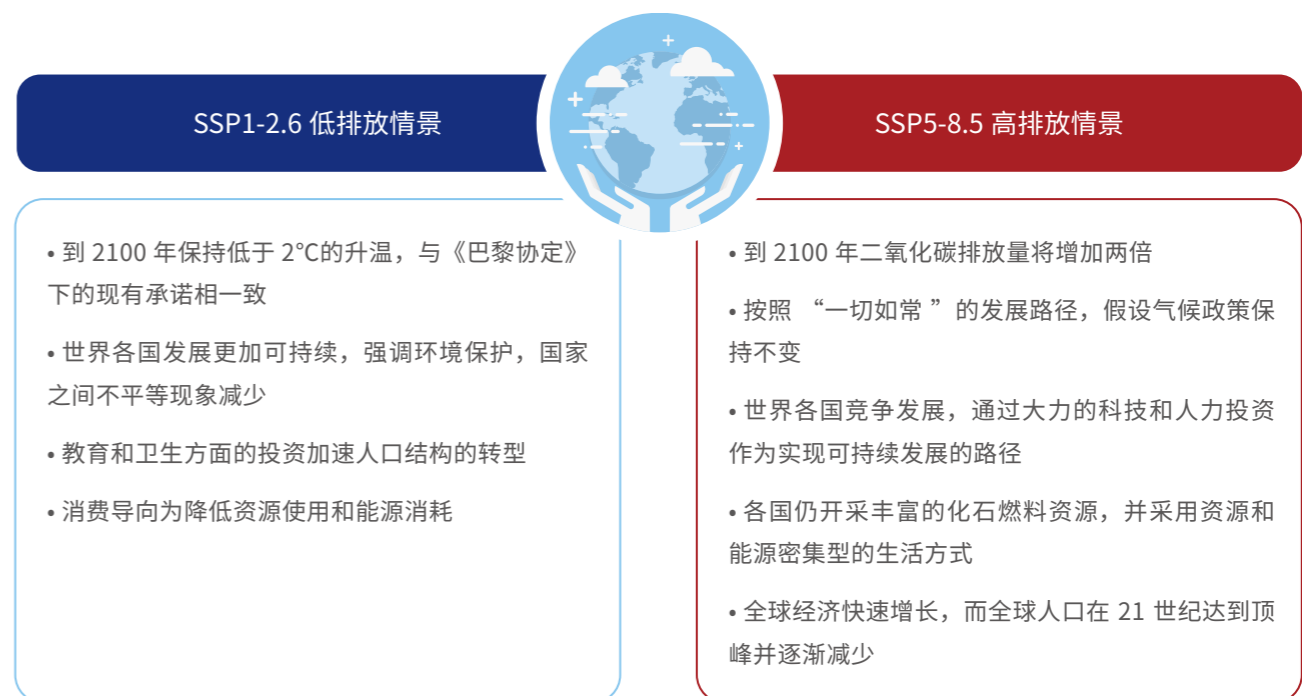 SSP1-2.6 低排放情景
• 到 2100 年保持低于 2℃的升温，与《巴黎协定》
下的现有承诺相一致
• 世界各国发展更加可持续，强调环境保护，国家
之间不平等现象减少
• 教育和卫生方面的投资加速人口结构的转型
• 消费导向为降低资源使用和能源消耗
SSP5-8.5 高排放情景
• 到 2100 年二氧化碳排放量将增加两倍
• 按照 “一切如常 ” 的发展路径，假设气候政策保
持不变
• 世界各国竞争发展，通过大力的科技和人力投资
作为实现可持续发展的路径
• 各国仍开采丰富的化石燃料资源，并采用资源和
能源密集型的生活方式
• 全球经济快速增长，而全球人口在 21 世纪达到顶
峰并逐渐减少